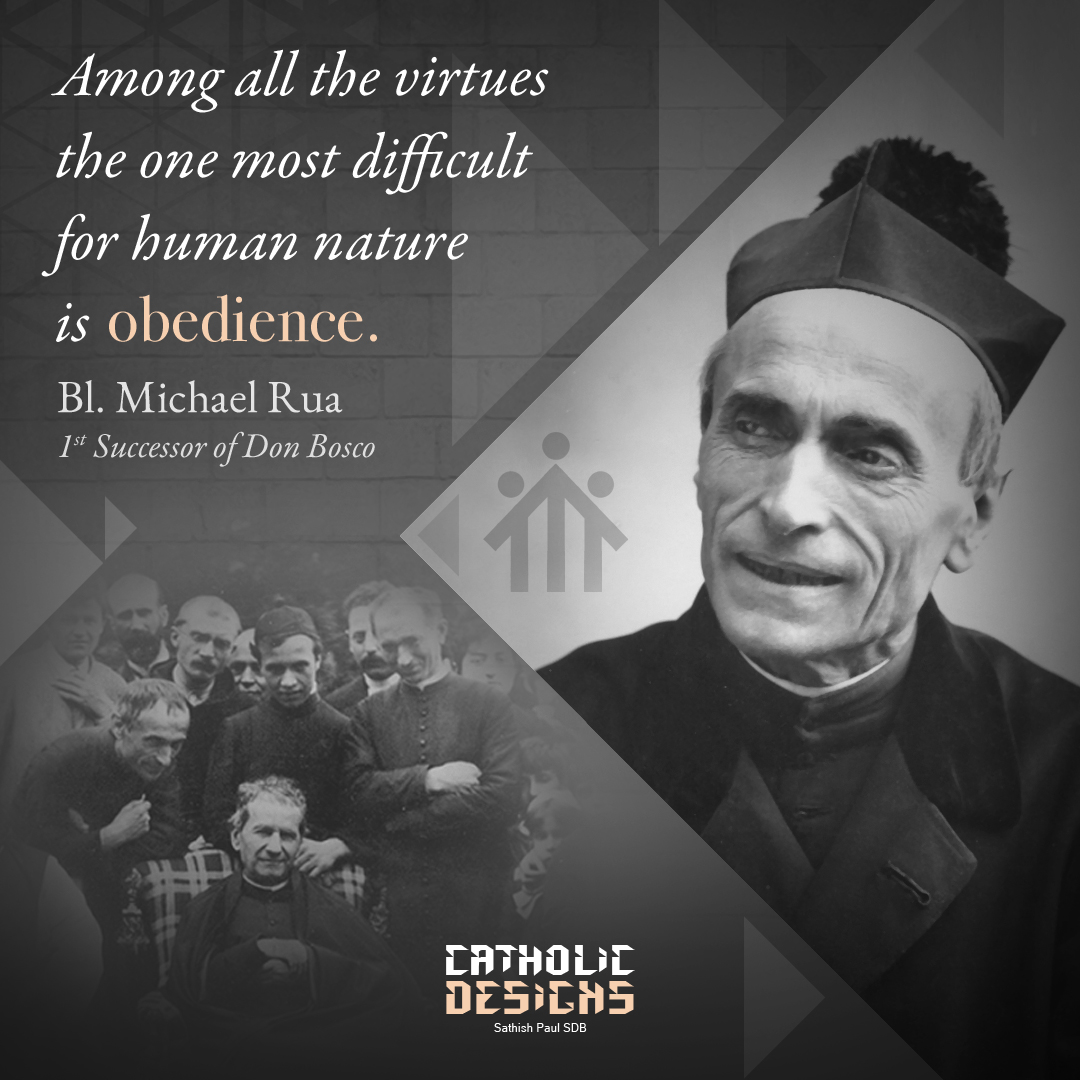 Among all the virtues
the one most difficult
for human nature
is obedience.
Bl. Michael Rua
1st Successor of Don Bosco
CATHOLIC
DESIGNS
Sathish Paul SDB